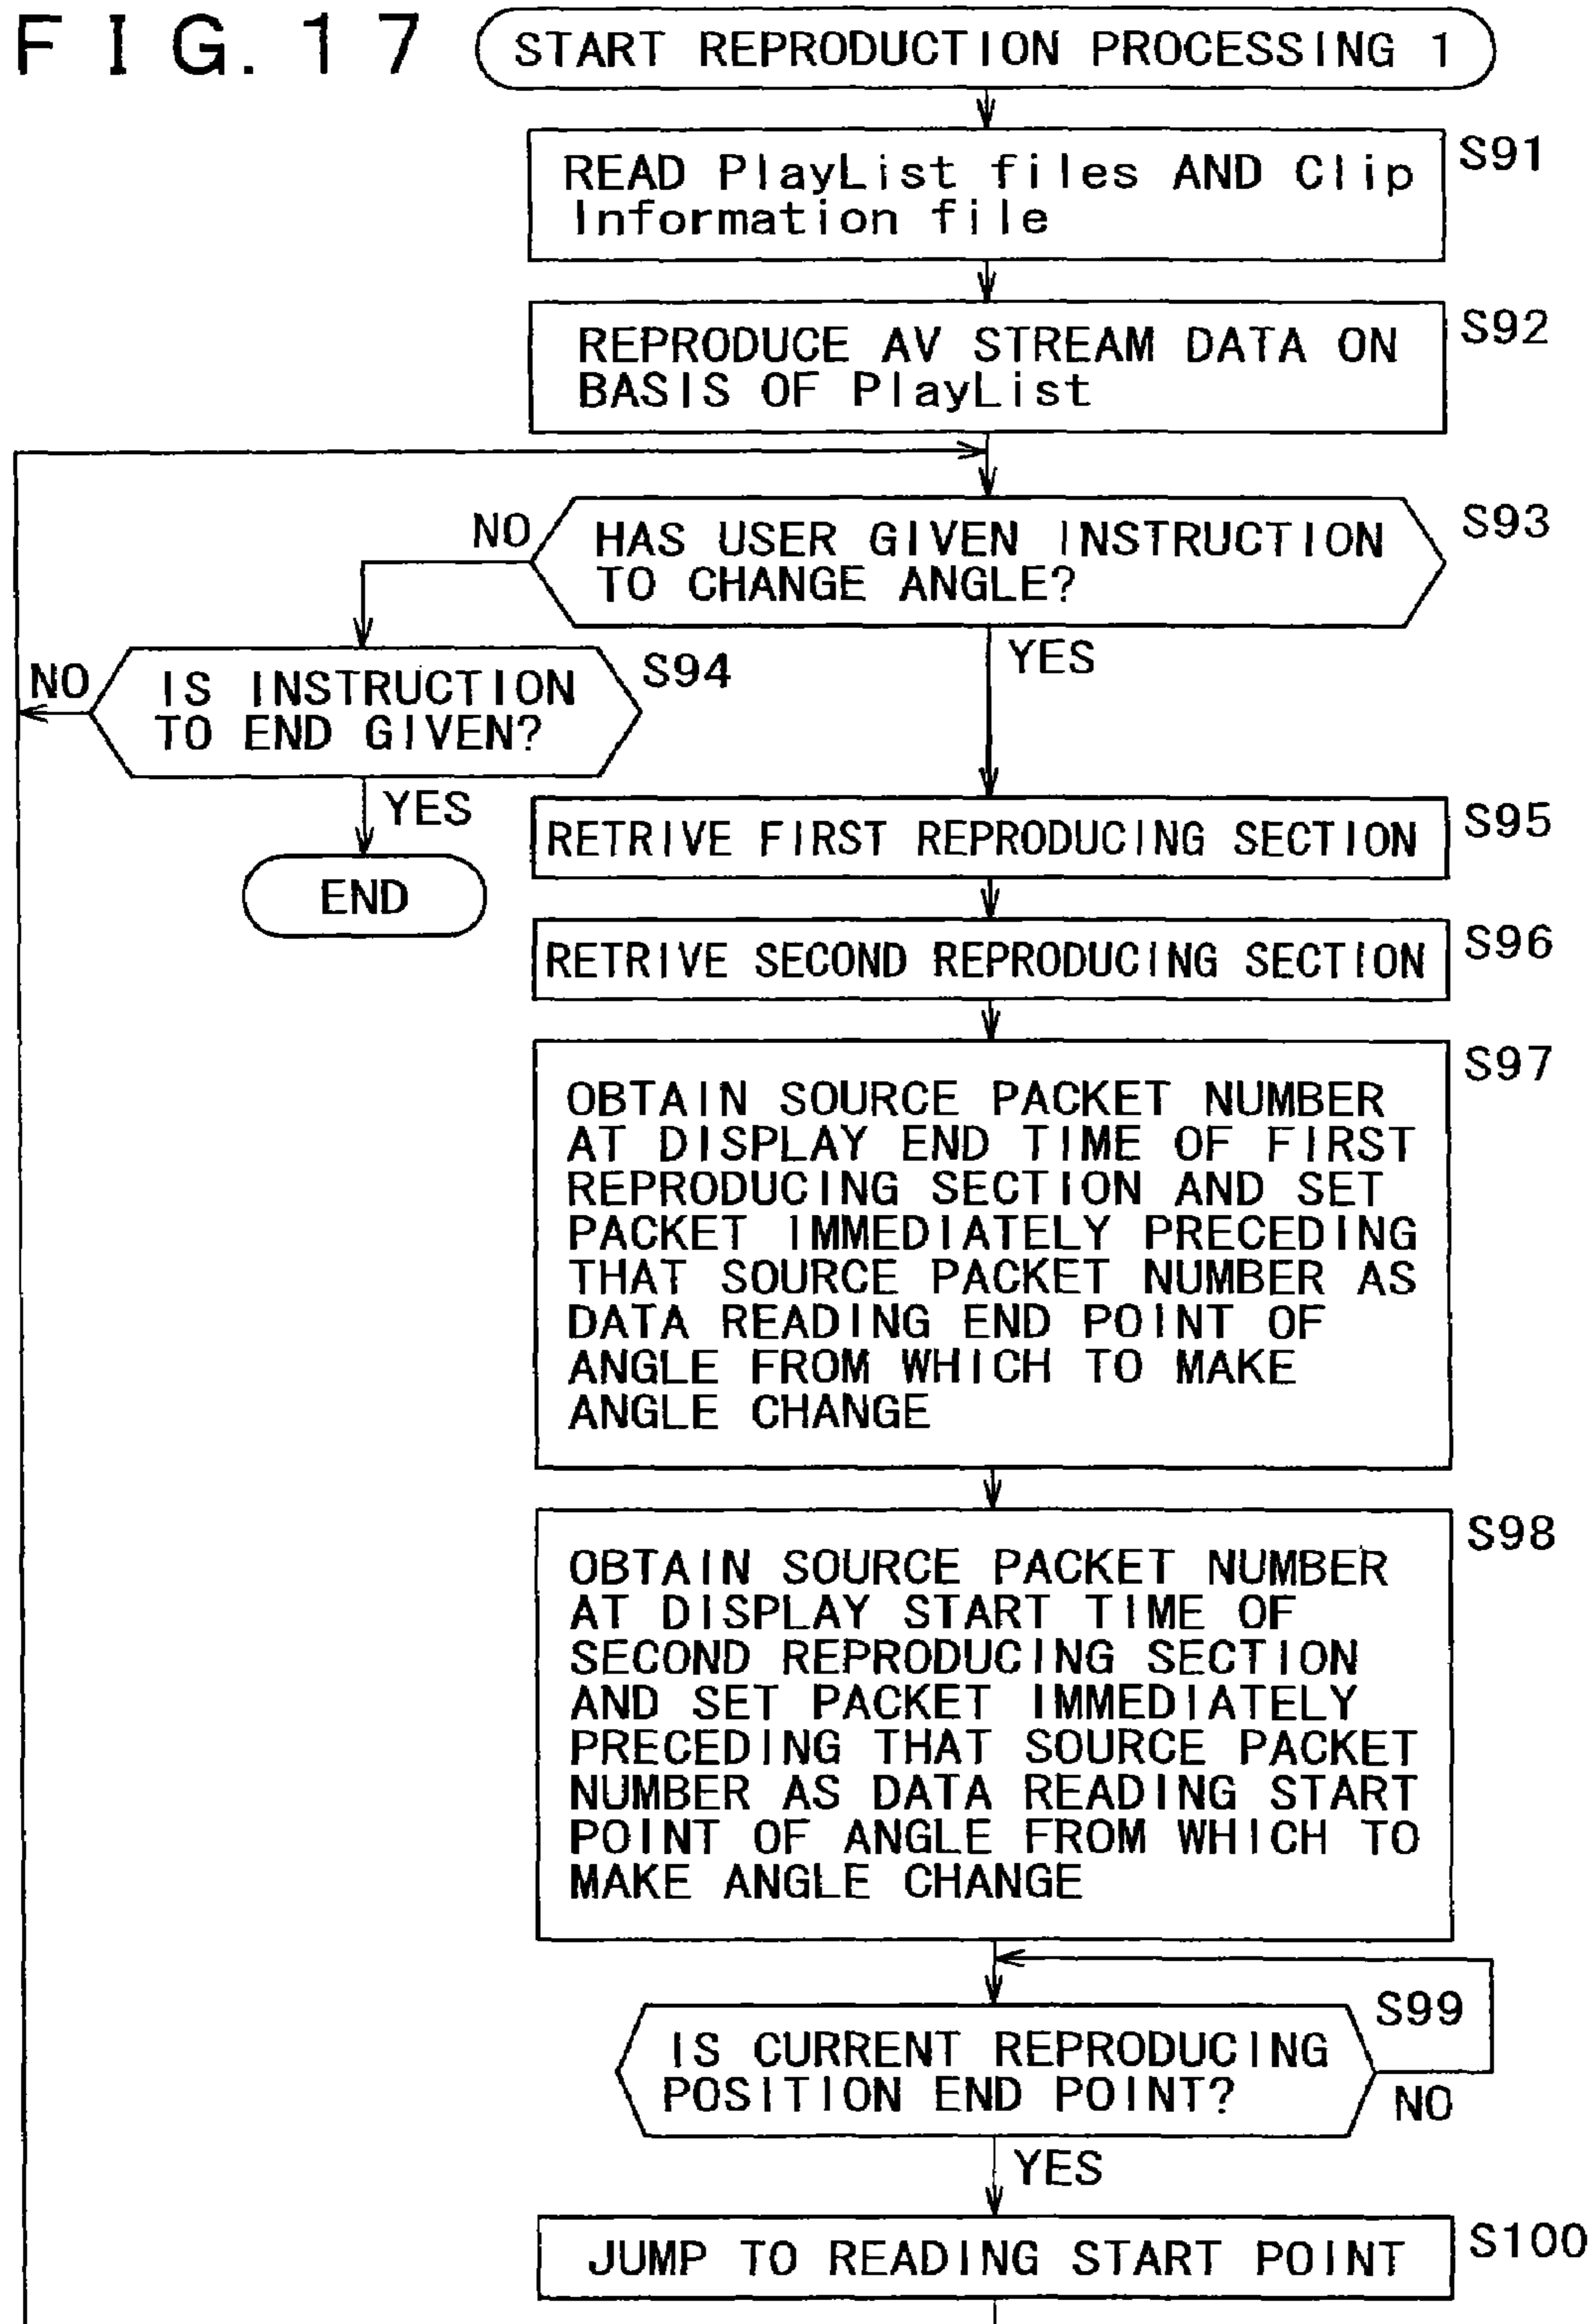 FIG. 17
START REPRODUCTION PROCESSING 1
READ PlayList files AND Clip
Information file
S91
REPRODUCE AV STREAM DATA ON
BASIS OF PlayList
S92
HAS USER GIVEN INSTRUCTION
TO CHANGE ANGLE?
S93
NO
YES
IS INSTRUCTION
TO END GIVEN?
S94
NO
YES
END
RETRIVE FIRST REPRODUCING SECTION
S95
RETRIVE SECOND REPRODUCING SECTION
S96
OBTAIN SOURCE PACKET NUMBER
AT DISPLAY END TIME OF FIRST
REPRODUCING SECTION AND SET
PACKET IMMEDIATELY PRECEDING
THAT SOURCE PACKET NUMBER AS
DATA READING END POINT OF
ANGLE FROM WHICH TO MAKE
ANGLE CHANGE
S97
OBTAIN SOURCE PACKET NUMBER
AT DISPLAY START TIME OF
SECOND REPRODUCING SECTION
AND SET PACKET IMMEDIATELY
PRECEDING THAT SOURCE PACKET
NUMBER AS DATA READING START
POINT OF ANGLE FROM WHICH TO
MAKE ANGLE CHANGE
S98
IS CURRENT REPRODUCING
POSITION END POINT?
S99
NO
YES
JUMP TO READING START POINT
S100